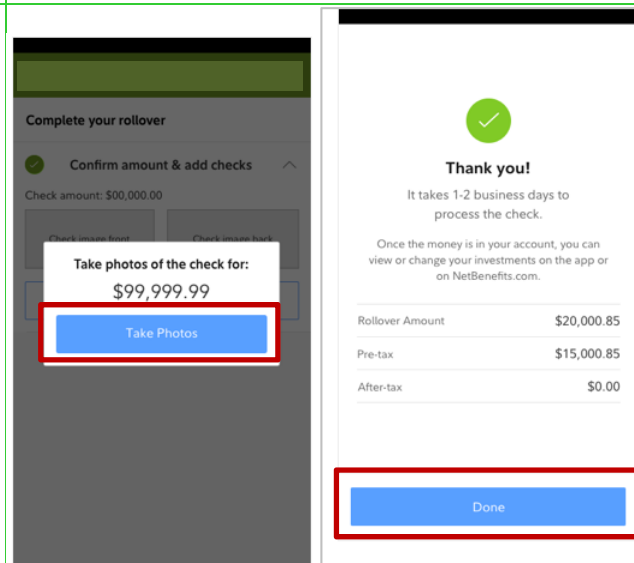 Complete your rollover
Confirm amount & add checks
Check amount: $00,000.00
Check image front
Check image back
Take photos of the check for:
$99,999.99
Take Photos
Thank you!
It takes 1-2 business days to
process the check.
Once the money is in your account, you can
view or change your investments on the app or
on NetBenefits.com.
Rollover Amount $20,000.85
Pre-tax $15,000.85
After-tax $0.00
Done